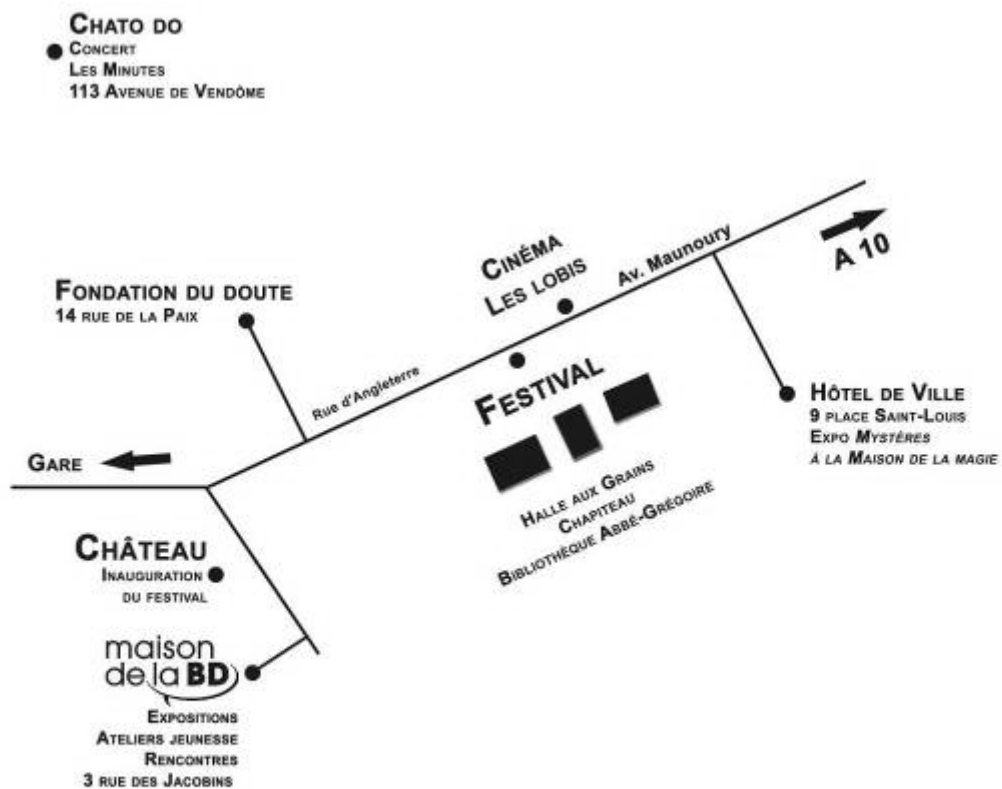 Chato do
Concert
Les Minutes
113 Avenue de Vendôme
Cinéma
Les lobis
Av. Maunoury
A 10
Fondation du doute
14 rue de la Paix
Rue d'Angleterre
Festival
Hôtel de Ville
9 place Saint-Louis
Expo Mystères
à la Maison de la magie
Gare
Halle aux Grains
Chapiteau
Bibliothèque Abbé-Grégoire
Château
Inauguration
du festival
maison
de la BD
Expositions
Ateliers jeunesse
Rencontres
3 rue des Jacobins